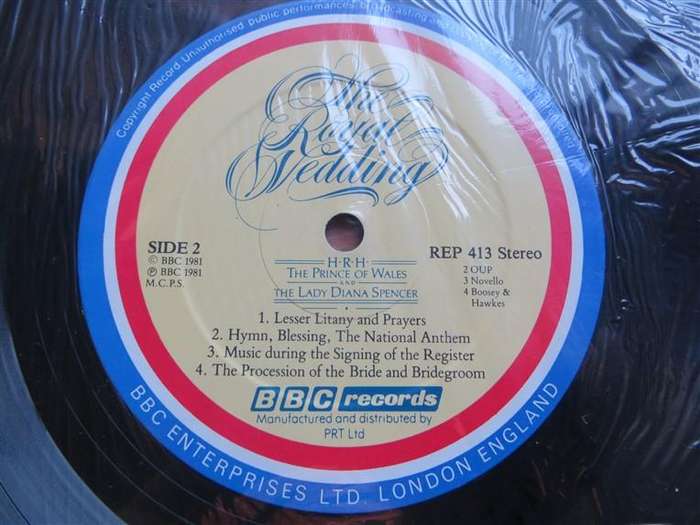 Copyright Record. Unauthorised public performances broadcasting and
The
Royal
Wedding
SIDE 2
© BBC 1981
℗ BBC 1981
M.C.P.S.
REP 413 Stereo
2 OUP
3 Novello
4 Boosey &
Hawkes
H·R·H·
THE PRINCE OF WALES
AND
THE LADY DIANA SPENCER
1. Lesser Litany and Prayers
2. Hymn, Blessing, The National Anthem
3. Music during the Signing of the Register
4. The Procession of the Bride and Bridegroom
BBC records
Manufactured and distributed by
PRT Ltd
BBC ENTERPRISES LTD. LONDON ENGLAND